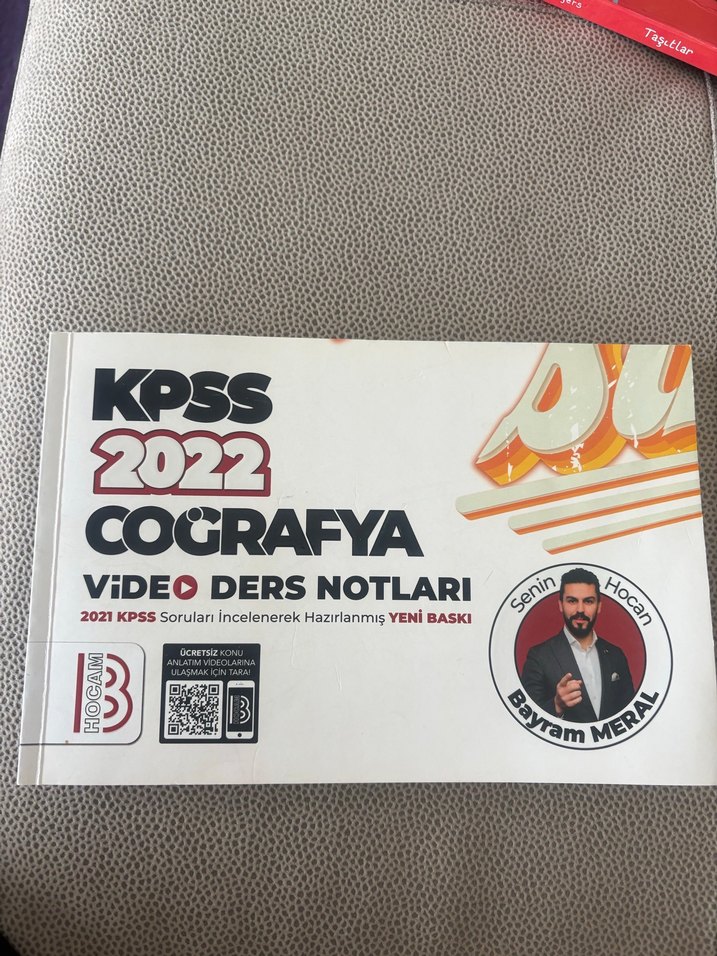 Taşıtlar
KPSS
2022
COĞRAFYA
VİDEO DERS NOTLARI
2021 KPSS Soruları İncelenerek Hazırlanmış YENİ BASKI
Senin Hocan
Bayram MERAL
HOCAM
B
ÜCRETSİZ KONU
ANLATIM VİDEOLARINA
ULAŞMAK İÇİN TARA!